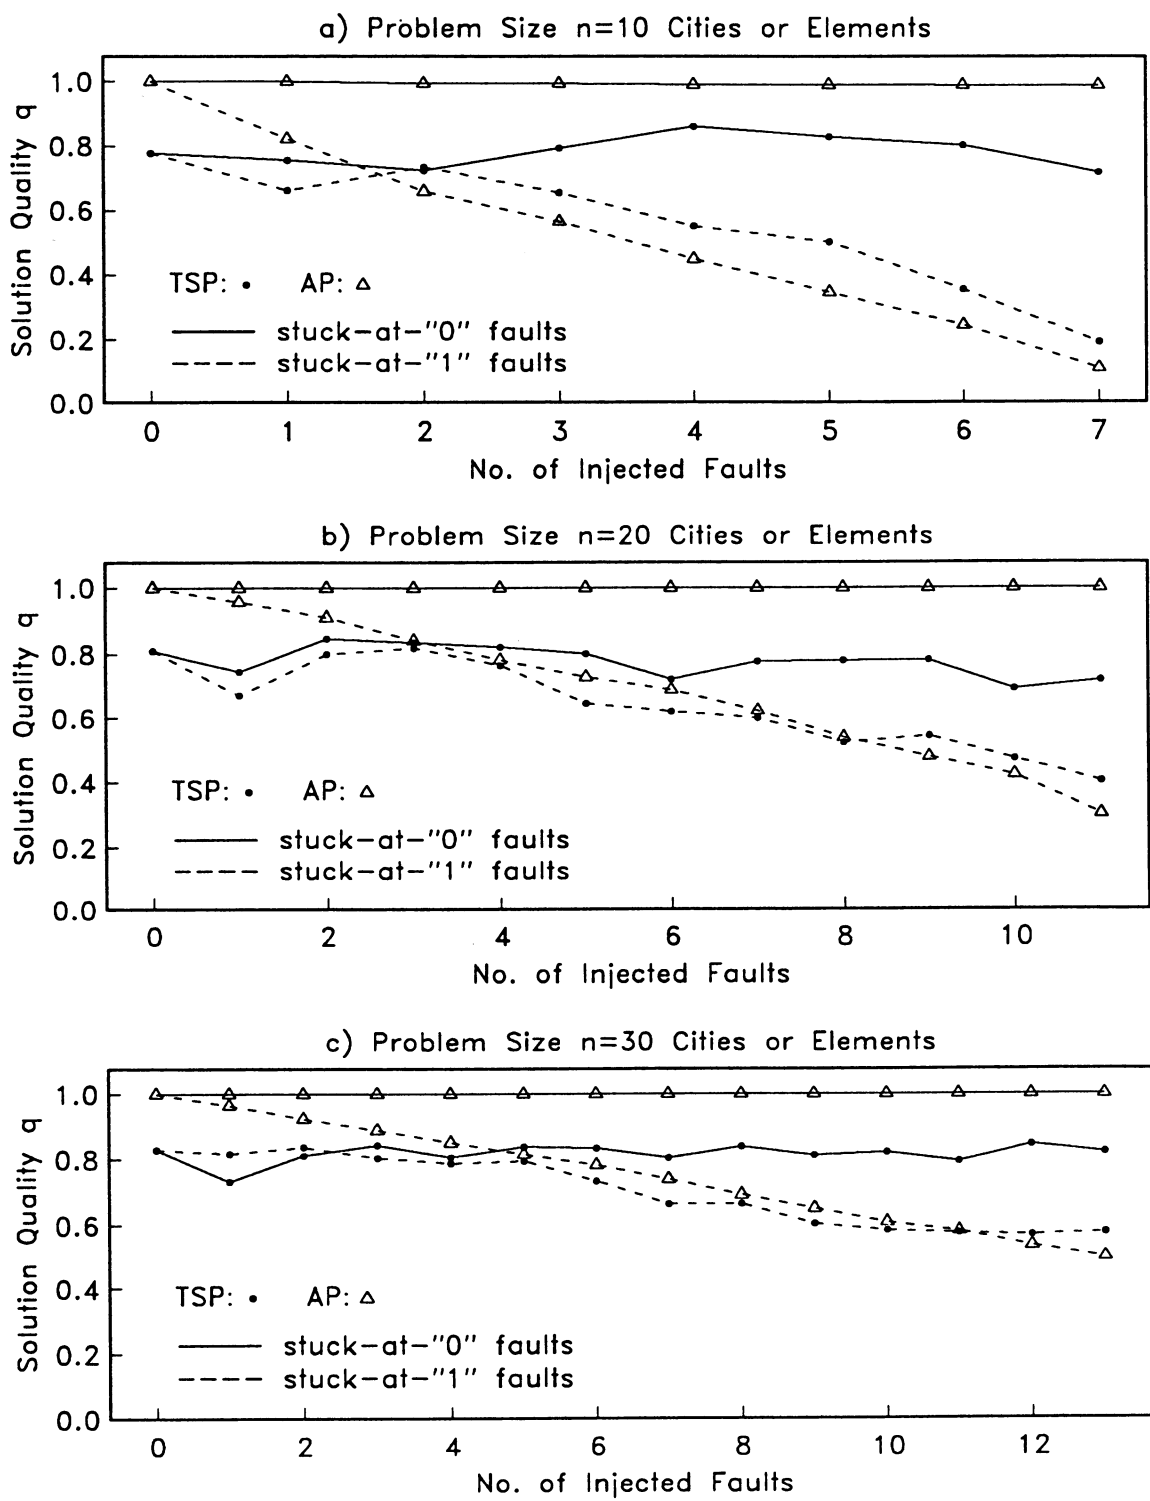 a) Problem Size n=10 Cities or Elements
Solution Quality q
1.0
0.8
0.6
0.4
0.2
0.0
TSP: • AP: △
stuck-at-"0" faults
stuck-at-"1" faults
0 1 2 3 4 5 6 7
No. of Injected Faults
b) Problem Size n=20 Cities or Elements
Solution Quality q
1.0
0.8
0.6
0.4
0.2
0.0
TSP: • AP: △
stuck-at-"0" faults
stuck-at-"1" faults
0 2 4 6 8 10
No. of Injected Faults
c) Problem Size n=30 Cities or Elements
Solution Quality q
1.0
0.8
0.6
0.4
0.2
0.0
TSP: • AP: △
stuck-at-"0" faults
stuck-at-"1" faults
0 2 4 6 8 10 12
No. of Injected Faults